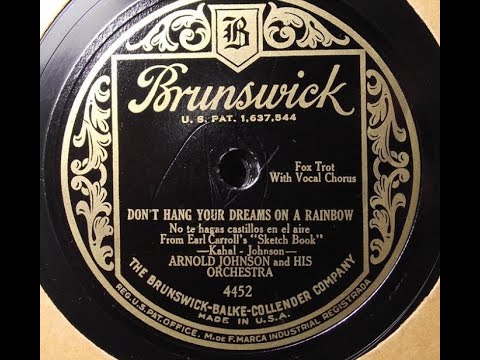 B
Brunswick
U.S. PAT. 1,637,544
Fox Trot
With Vocal Chorus
DON'T HANG YOUR DREAMS ON A RAINBOW
No te hagas castillos en el aire
From Earl Carroll's "Sketch Book"
—Kahal - Johnson—
ARNOLD JOHNSON and HIS
ORCHESTRA
4452
THE BRUNSWICK-BALKE-COLLENDER COMPANY
MADE IN U.S.A.
REG. U.S. PAT. OFFICE. M. DE F. MARCA INDUSTRIAL REGISTRADA